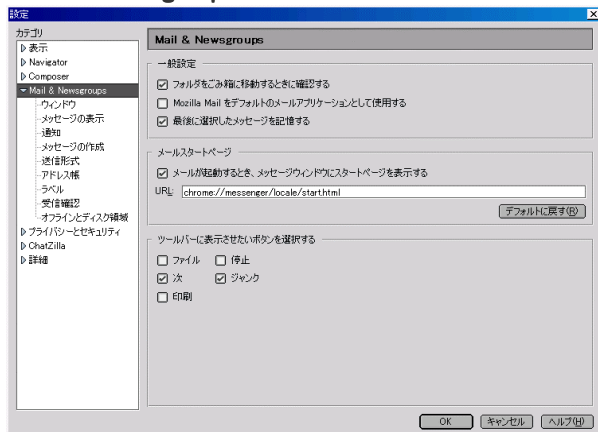 設定
カテゴリ
表示
Navigator
Composer
Mail & Newsgroups
ウィンドウ
メッセージの表示
通知
メッセージの作成
送信形式
アドレス帳
ラベル
受信確認
オフラインとディスク領域
プライバシーとセキュリティ
ChatZilla
詳細
Mail & Newsgroups
一般設定
フォルダをごみ箱に移動するときに確認する
Mozilla Mail をデフォルトのメールアプリケーションとして使用する
最後に選択したメッセージを記憶する
メールスタートページ
メールが起動するとき、メッセージウィンドウにスタートページを表示する
URL: chrome://messenger/locale/start.html
デフォルトに戻す(R)
ツールバーに表示させたいボタンを選択する
ファイル 停止
次 ジャンク
印刷
OK キャンセル ヘルプ(H)